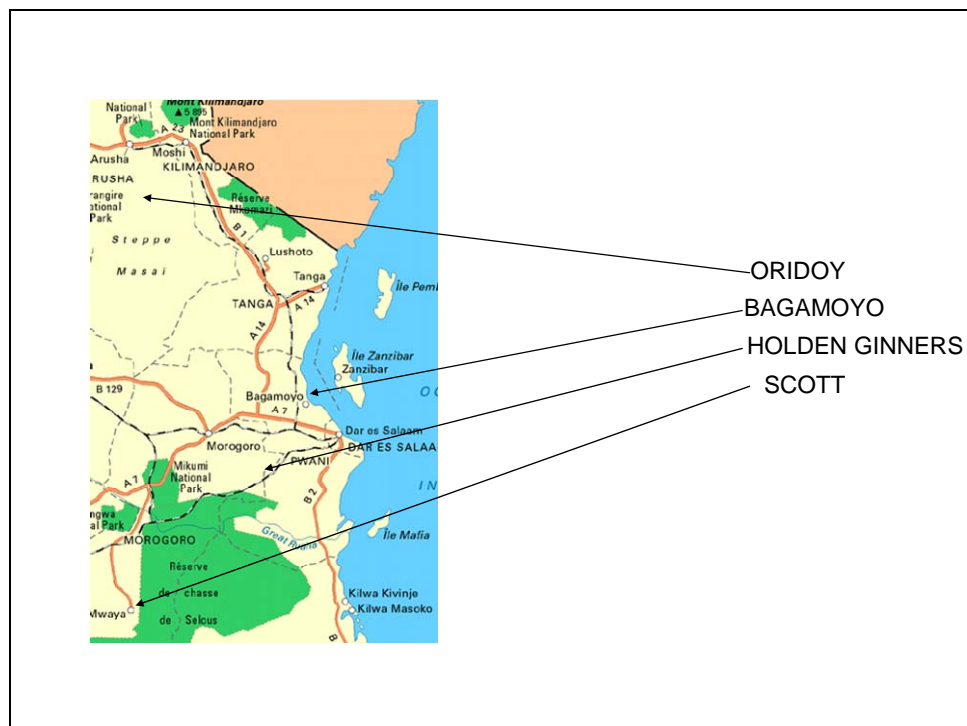 Mont Kilimandjaro
▲ 5 895
National
Park
A 23
Mont Kilimandjaro
National Park
Arusha
Moshi
KILIMANDJARO
RUSHA
rangire
ational
Park
Réserve
Mkomazi
B 1
Steppe
Masai
Lushoto
Tanga
TANGA
A 14
Île Pemb
A 14
Île Zanzibar
Zanzibar
B 129
Bagamoyo
A 7
O
Morogoro
Dar es Salaam
DAR ES SALAA
PWANI
Mikumi
National
Park
A 7
B 2
I N
ngwa
al Park
Great Ruaha
Île Mafia
MOROGORO
Réserve
de chasse
de Selous
Mwaya
Kilwa Kivinje
Kilwa Masoko
B
ORIDOY
BAGAMOYO
HOLDEN GINNERS
SCOTT